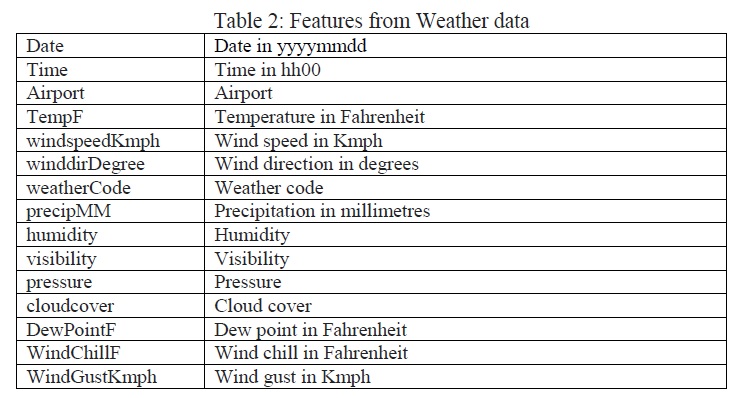 Table 2: Features from Weather data
Date Date in yyyymmdd
Time Time in hh00
Airport Airport
TempF Temperature in Fahrenheit
windspeedKmph Wind speed in Kmph
winddirDegree Wind direction in degrees
weatherCode Weather code
precipMM Precipitation in millimetres
humidity Humidity
visibility Visibility
pressure Pressure
cloudcover Cloud cover
DewPointF Dew point in Fahrenheit
WindChillF Wind chill in Fahrenheit
WindGustKmph Wind gust in Kmph